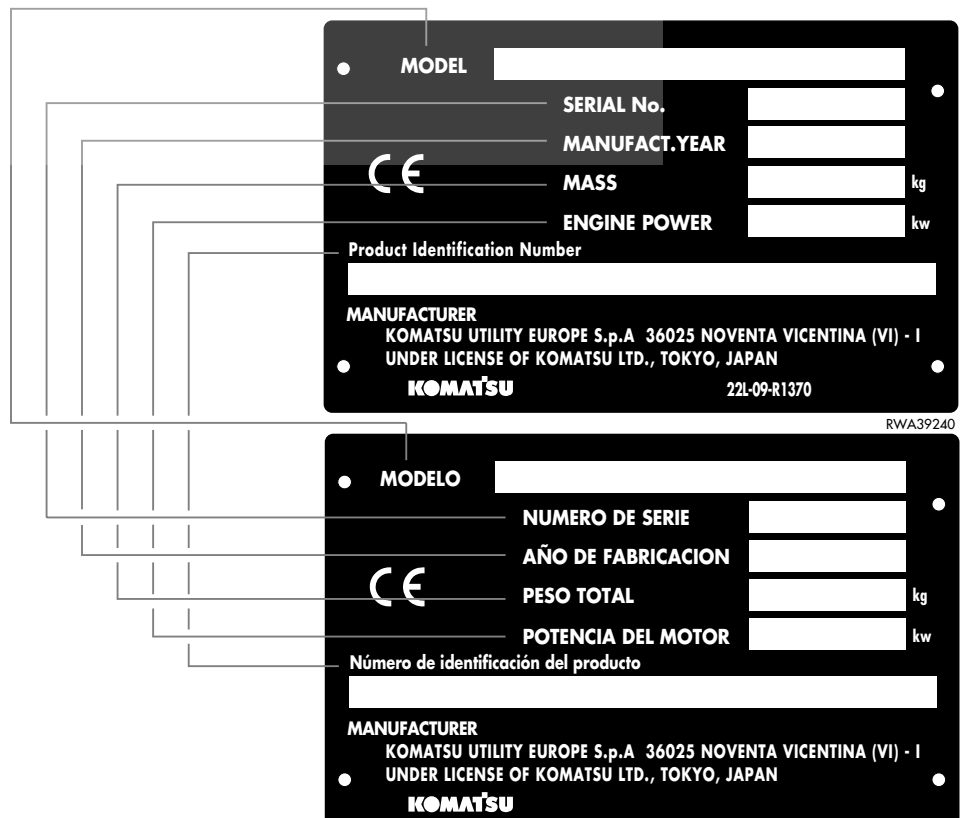 MODEL
SERIAL No.
MANUFACT.YEAR
MASS kg
ENGINE POWER kw
Product Identification Number
MANUFACTURER
KOMATSU UTILITY EUROPE S.p.A 36025 NOVENTA VICENTINA (VI) - I
UNDER LICENSE OF KOMATSU LTD., TOKYO, JAPAN
KOMATSU 22L-09-R1370
RWA39240
MODELO
NUMERO DE SERIE
AÑO DE FABRICACION
PESO TOTAL kg
POTENCIA DEL MOTOR kw
Número de identificación del producto
MANUFACTURER
KOMATSU UTILITY EUROPE S.p.A 36025 NOVENTA VICENTINA (VI) - I
UNDER LICENSE OF KOMATSU LTD., TOKYO, JAPAN
KOMATSU